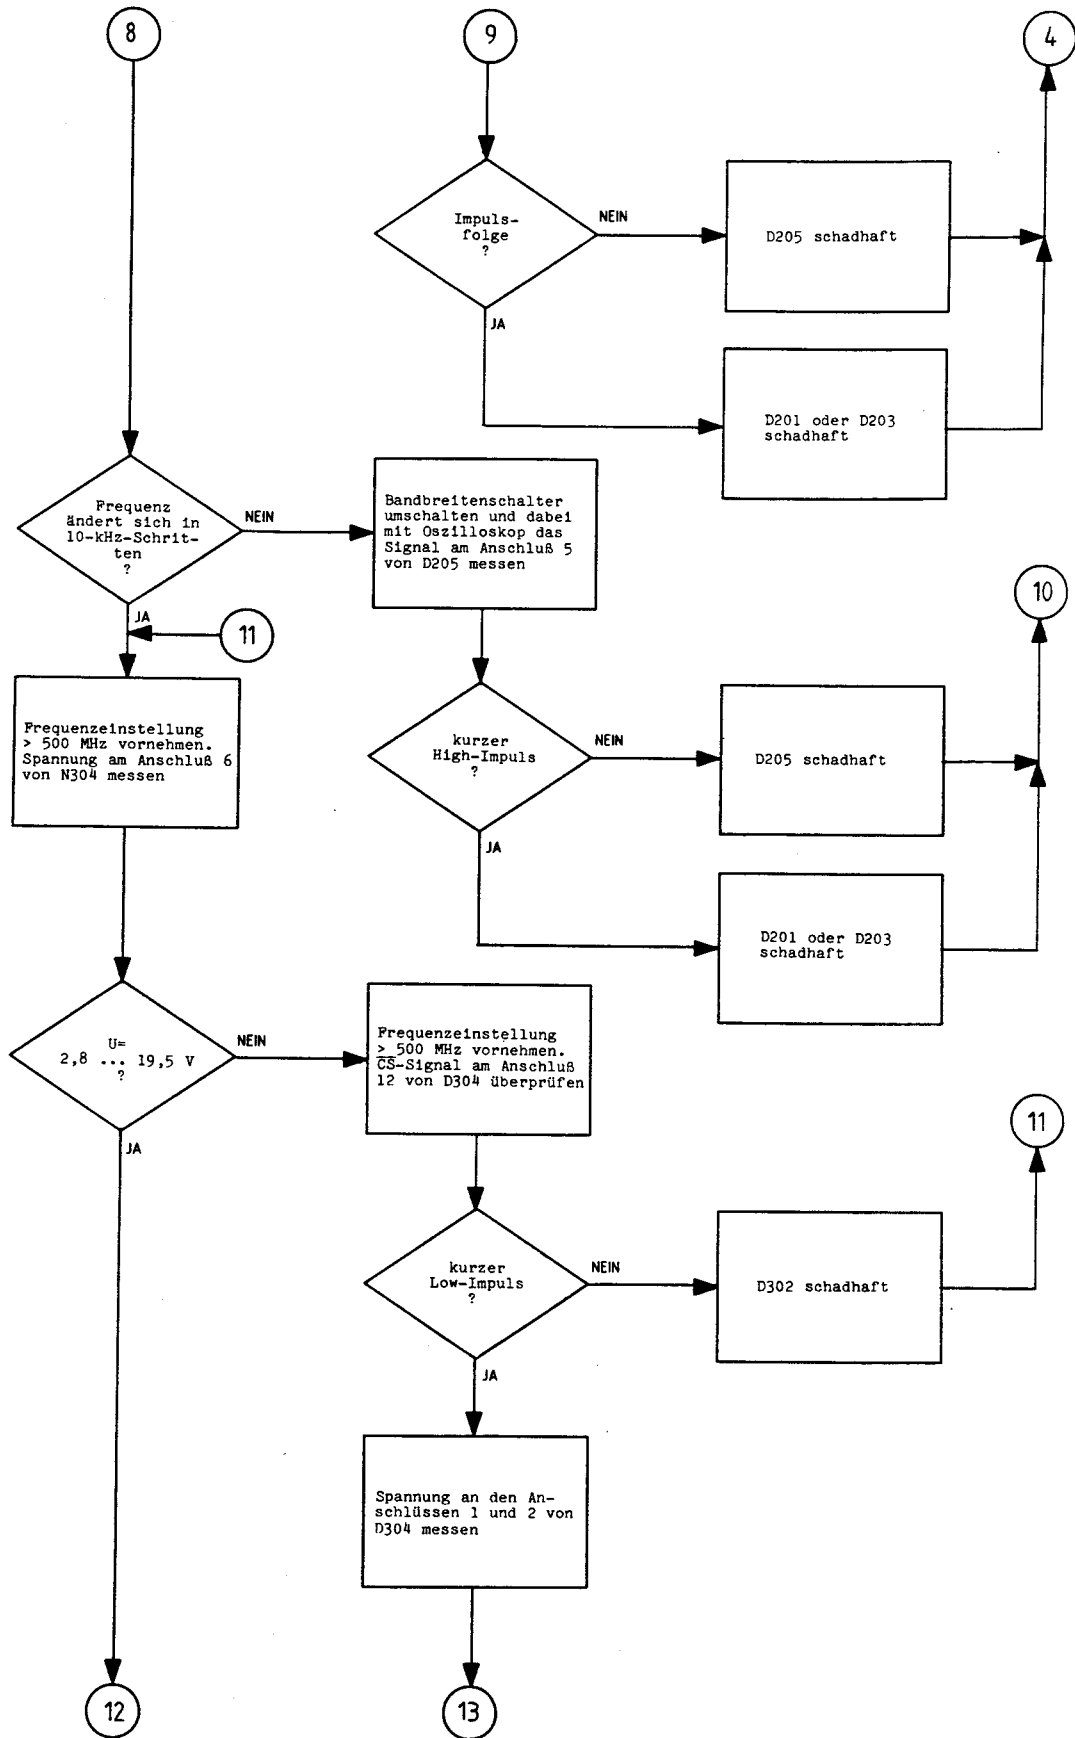 8
9
4
Impuls-
folge
?
NEIN
D205 schadhaft
JA
D201 oder D203
schadhaft
Frequenz
ändert sich in
10-kHz-Schrit-
ten
?
NEIN
JA
Bandbreitenschalter
umschalten und dabei
mit Oszilloskop das
Signal am Anschluß 5
von D205 messen
11
10
Frequenzeinstellung
> 500 MHz vornehmen.
Spannung am Anschluß 6
von N304 messen
kurzer
High-Impuls
?
NEIN
D205 schadhaft
JA
D201 oder D203
schadhaft
U=
2,8 ... 19,5 V
?
NEIN
JA
Frequenzeinstellung
> 500 MHz vornehmen.
C̅S̅-Signal am Anschluß
12 von D304 überprüfen
11
kurzer
Low-Impuls
?
NEIN
D302 schadhaft
JA
Spannung an den An-
schlüssen 1 und 2 von
D304 messen
12
13